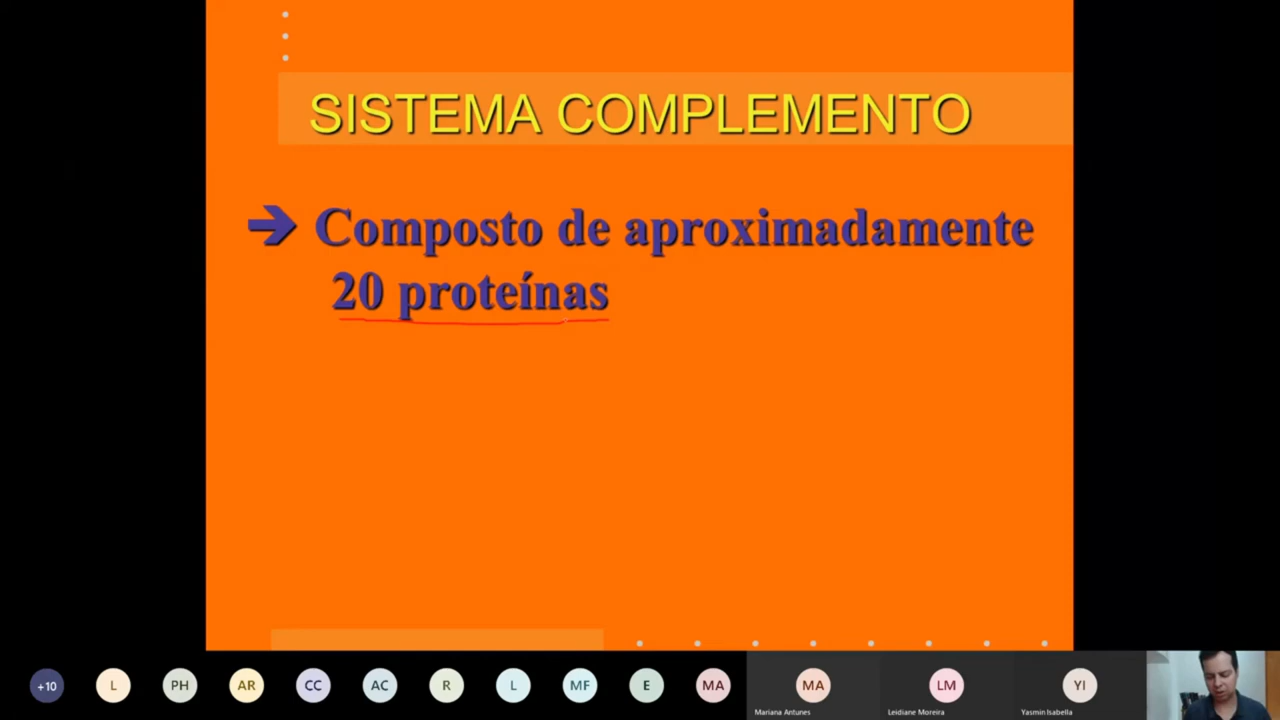 SISTEMA COMPLEMENTO
➔ Composto de aproximadamente
20 proteínas
+10
L
PH
AR
CC
AC
R
L
MF
E
MA
MA
LM
YI
Mariana Antunes
Leidiane Moreira
Yasmin Isabella